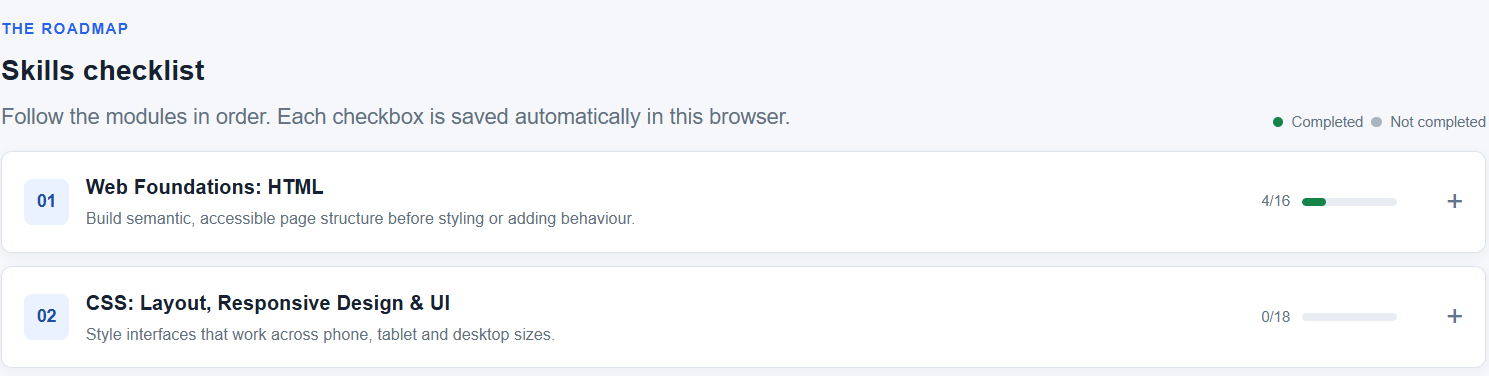 THE ROADMAP
Skills checklist
Follow the modules in order. Each checkbox is saved automatically in this browser.
Completed Not completed
01
Web Foundations: HTML
Build semantic, accessible page structure before styling or adding behaviour.
4/16
+
02
CSS: Layout, Responsive Design & UI
Style interfaces that work across phone, tablet and desktop sizes.
0/18
+